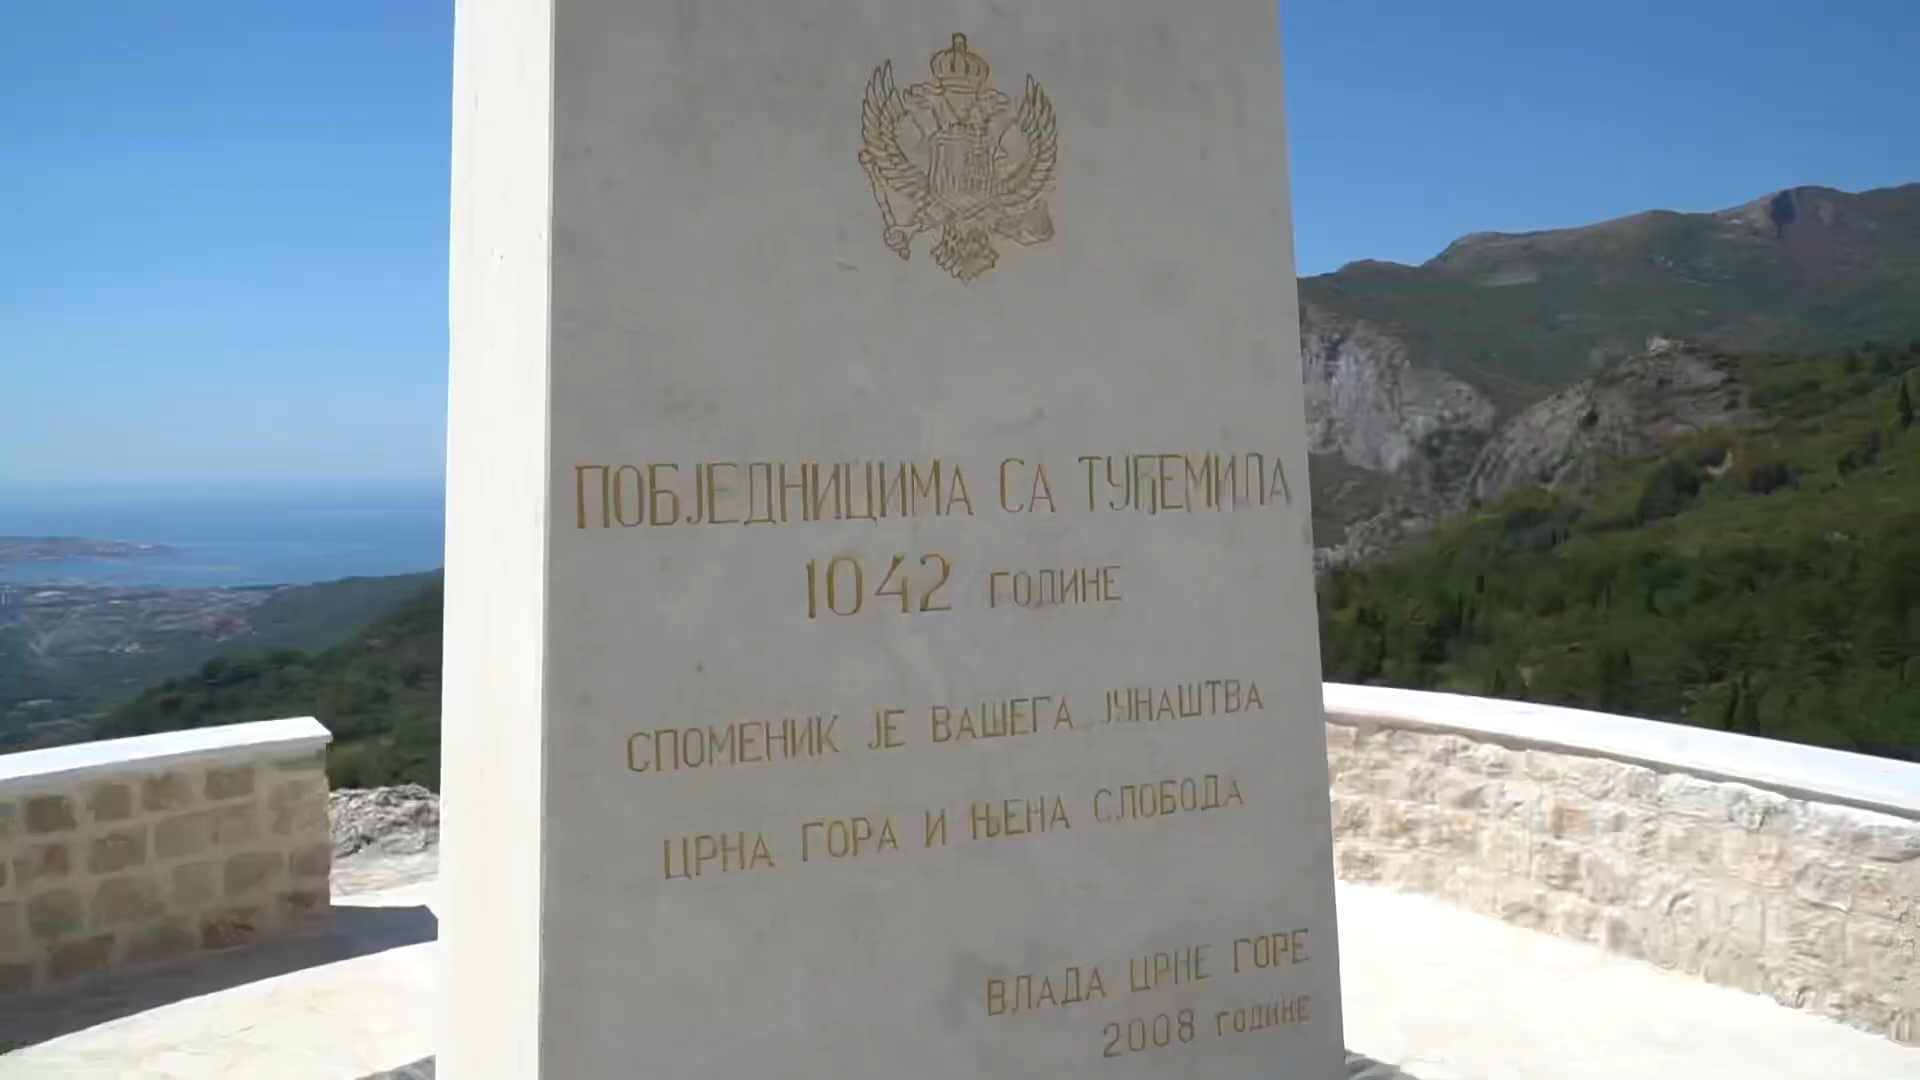 ПОБЈЕДНИЦИМА СА ТУЂЕМИЛА
1042 ГОДИНЕ
СПОМЕНИК ЈЕ ВАШЕГА ЈУНАШТВА
ЦРНА ГОРА И ЊЕНА СЛОБОДА
ВЛАДА ЦРНЕ ГОРЕ
2008 ГОДИНЕ